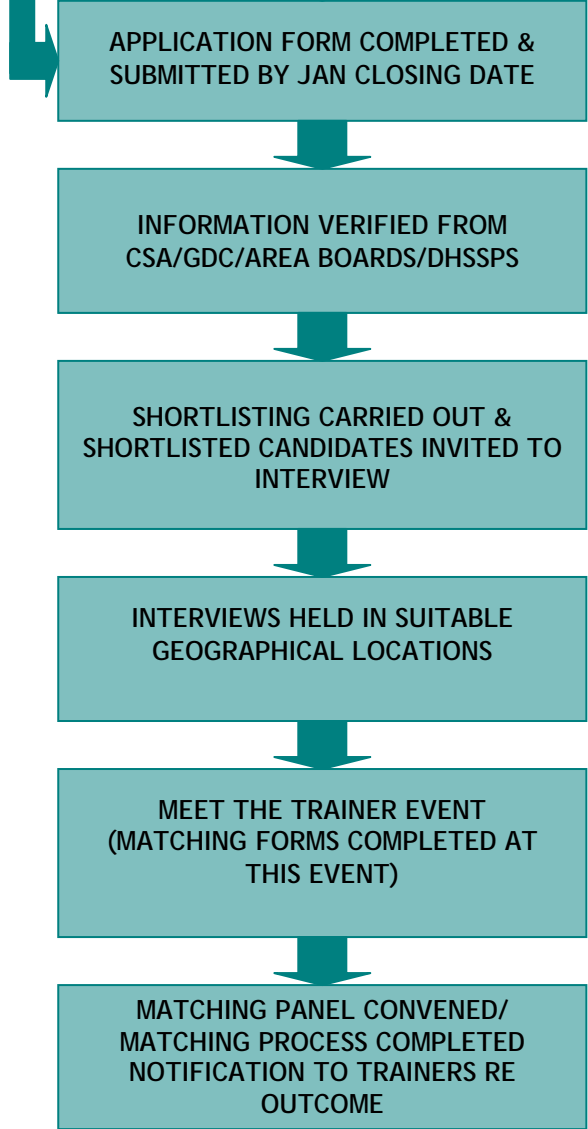 APPLICATION FORM COMPLETED &
SUBMITTED BY JAN CLOSING DATE
INFORMATION VERIFIED FROM
CSA/GDC/AREA BOARDS/DHSSPS
SHORTLISTING CARRIED OUT &
SHORTLISTED CANDIDATES INVITED TO
INTERVIEW
INTERVIEWS HELD IN SUITABLE
GEOGRAPHICAL LOCATIONS
MEET THE TRAINER EVENT
(MATCHING FORMS COMPLETED AT
THIS EVENT)
MATCHING PANEL CONVENED/
MATCHING PROCESS COMPLETED
NOTIFICATION TO TRAINERS RE
OUTCOME